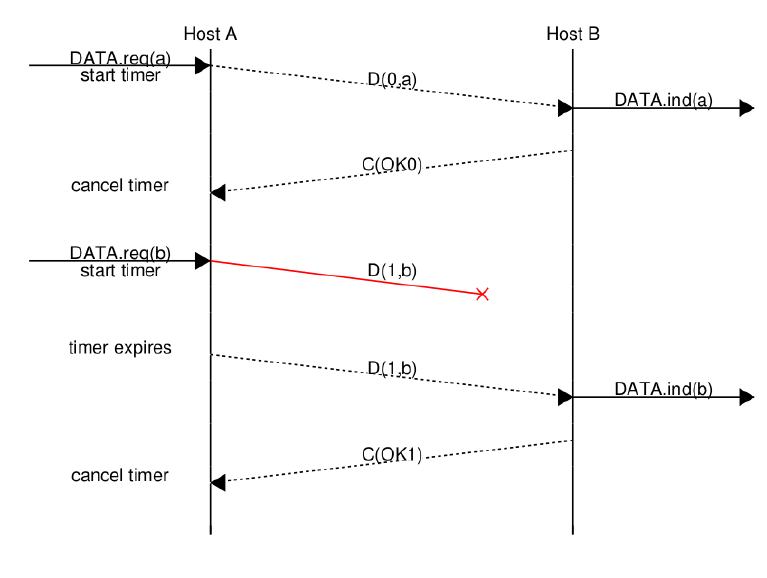 Host A
Host B
DATA.req(a)
start timer
D(0,a)
DATA.ind(a)
C(OK0)
cancel timer
DATA.req(b)
start timer
D(1,b)
timer expires
D(1,b)
DATA.ind(b)
C(OK1)
cancel timer